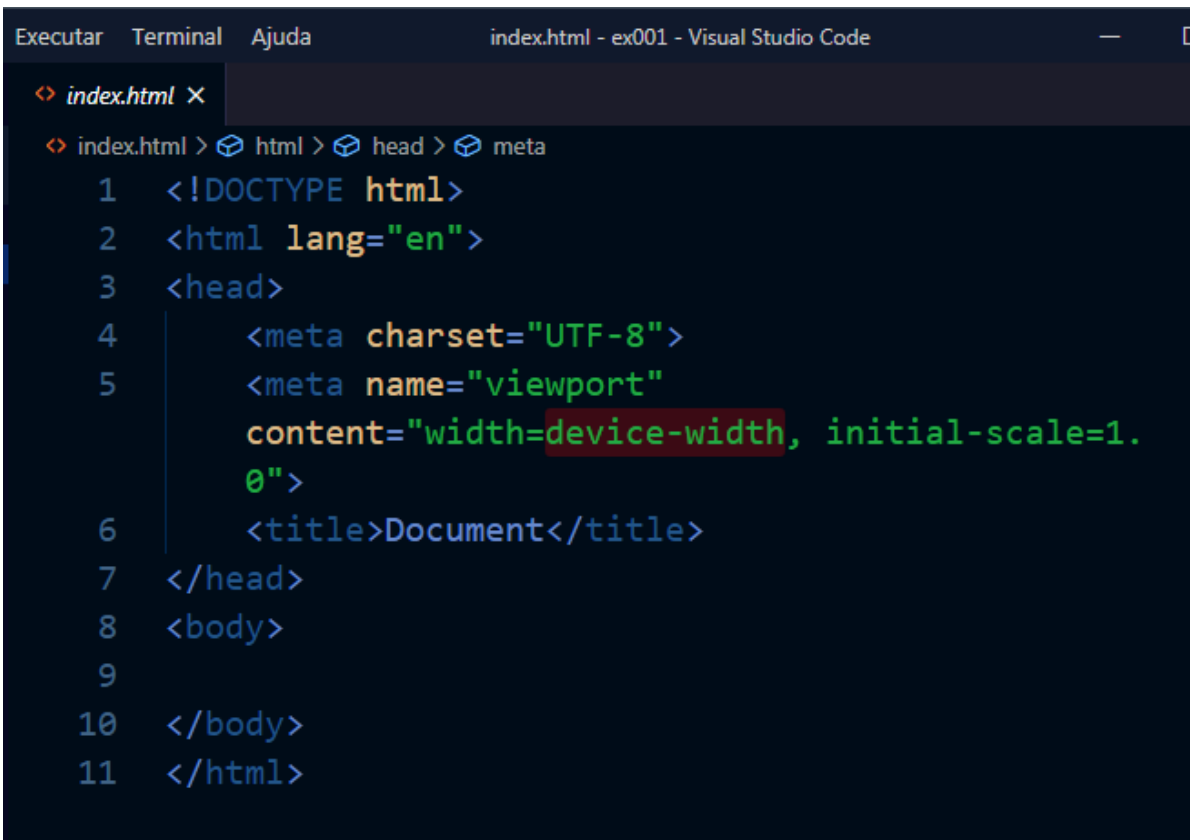 Executar Terminal Ajuda index.html - ex001 - Visual Studio Code
index.html
index.html > html > head > meta
1 <!DOCTYPE html>
2 <html lang="en">
3 <head>
4 <meta charset="UTF-8">
5 <meta name="viewport"
content="width=device-width, initial-scale=1.
0">
6 <title>Document</title>
7 </head>
8 <body>
9
10 </body>
11 </html>